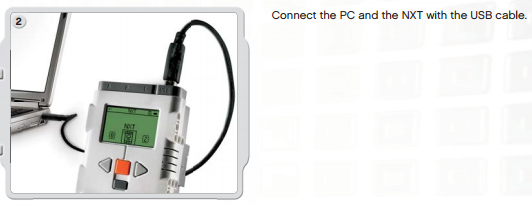 2
Connect the PC and the NXT with the USB cable.
NXT